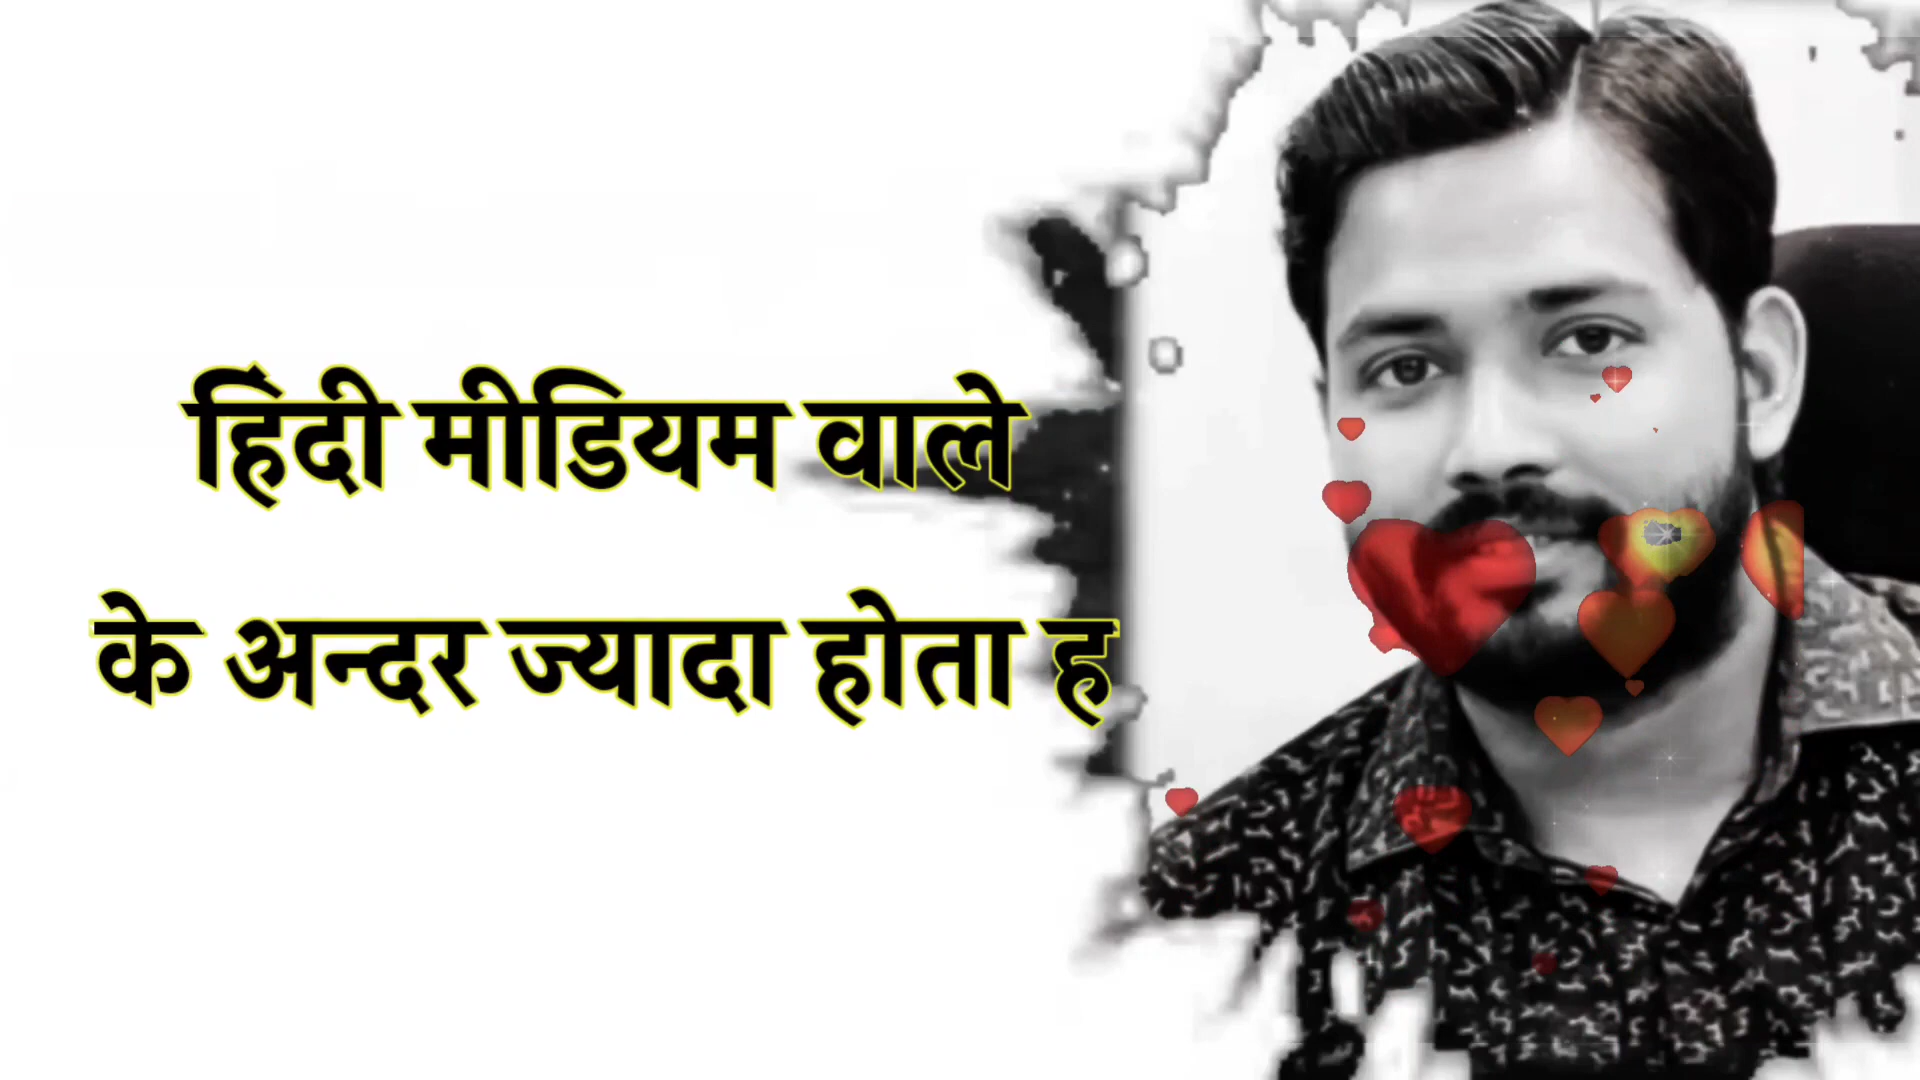 हिंदी मीडियम वाले
के अन्दर ज्यादा होता ह